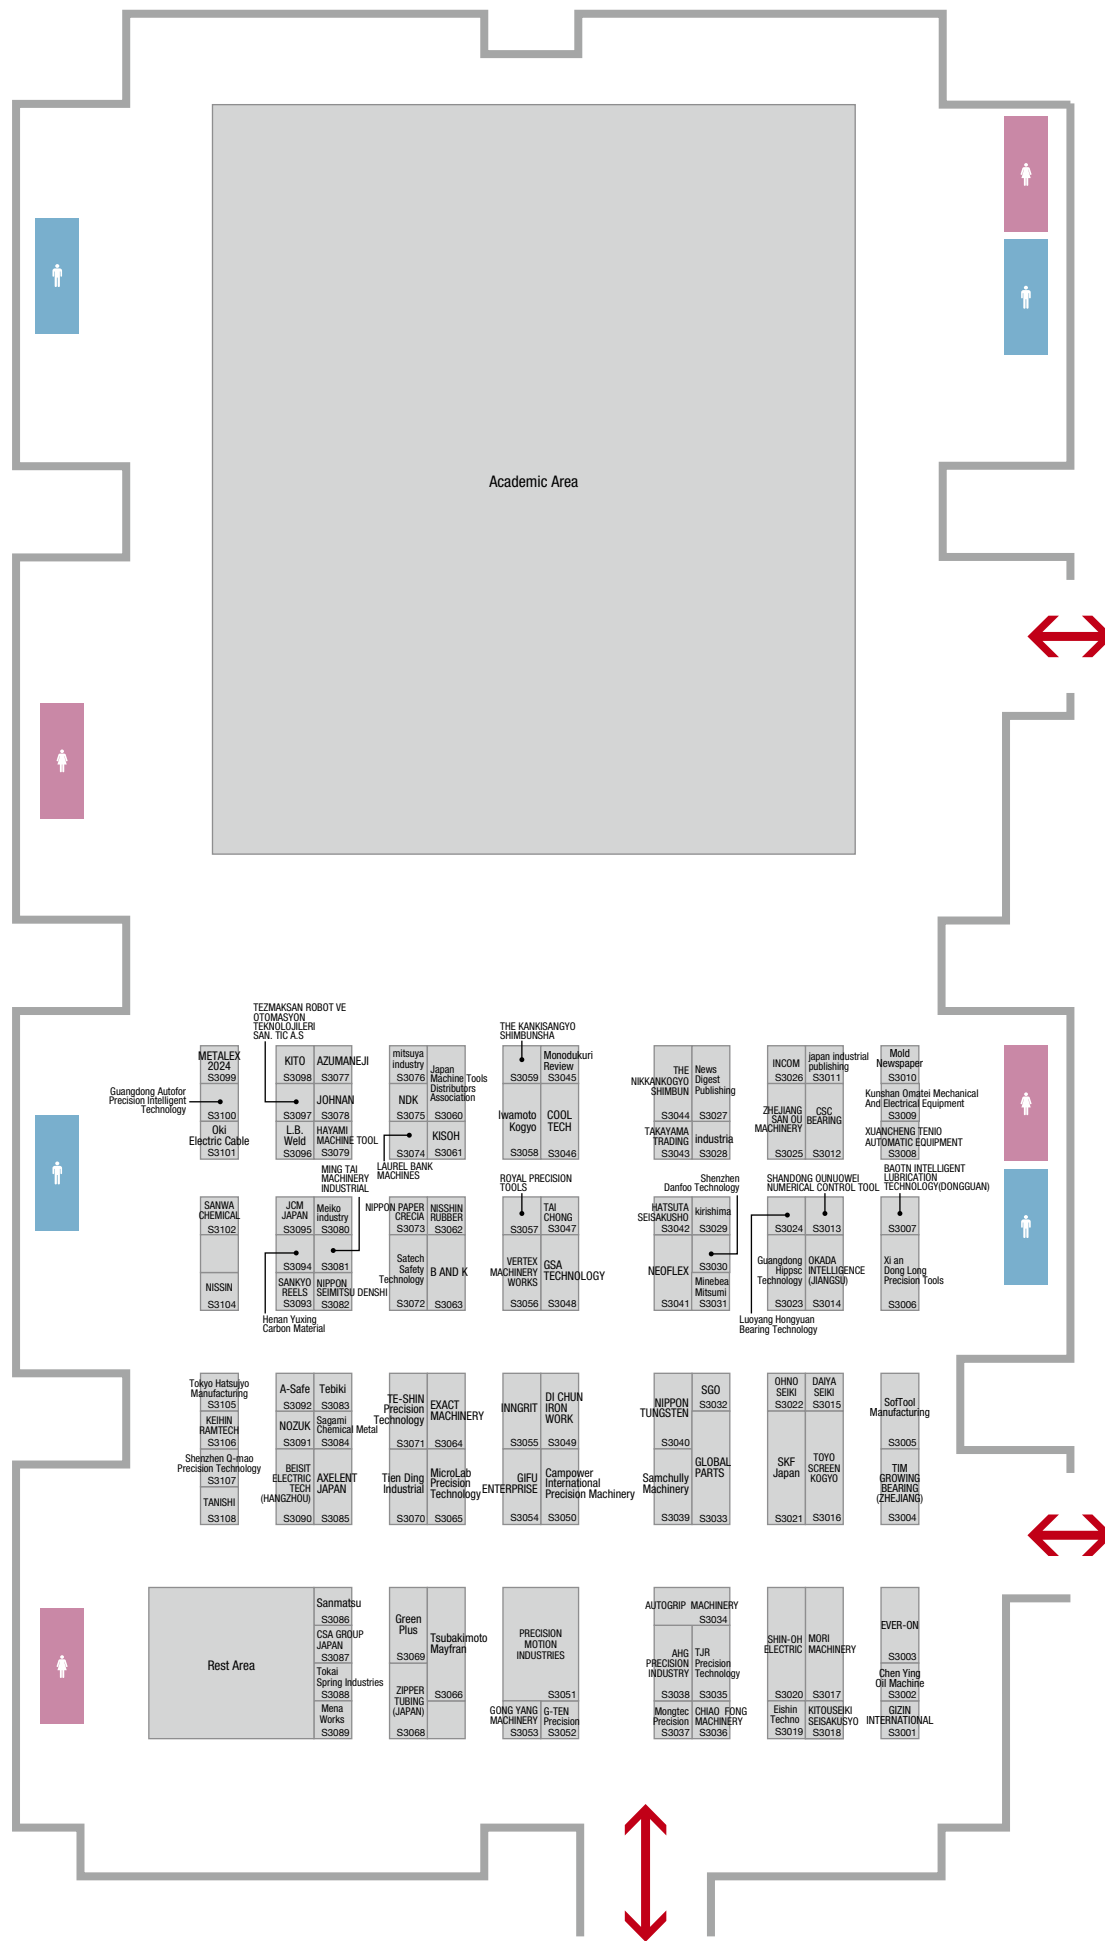 Academic Area
TEZMAKSAN ROBOT VE
OTOMASYON
TEKNOLOJILERI
SAN. TIC A.S
THE KANKISANGYO
SHIMBUNSHA
METALEX
2024
S3099
Guangdong Autofor
Precision Intelligent
Technology
S3100
Oki
Electric Cable
S3101
KITO
S3098
AZUMANEJI
S3077
S3097
JOHNAN
S3078
L.B.
Weld
S3096
HAYAMI
MACHINE TOOL
S3079
mitsuya
industry
S3076
Japan
Machine Tools
Distributors
Association
S3060
NDK
S3075
S3074
KISOH
S3061
LAUREL BANK
MACHINES
S3059
Monodukuri
Review
S3045
Iwamoto
Kogyo
S3058
COOL
TECH
S3046
THE
NIKKANKOGYO
SHIMBUN
S3044
News
Digest
Publishing
S3027
TAKAYAMA
TRADING
S3043
industria
S3028
INCOM
S3026
japan industrial
publishing
S3011
ZHEJIANG
SAN OU
MACHINERY
S3025
CSC
BEARING
S3012
Mold
Newspaper
S3010
Kunshan Omatei Mechanical
And Electrical Equipment
S3009
XUANCHENG TENIO
AUTOMATIC EQUIPMENT
S3008
MING TAI
MACHINERY
INDUSTRIAL
ROYAL PRECISION
TOOLS
Shenzhen
Danfoo Technology
SHANDONG OUNUOWEI
NUMERICAL CONTROL TOOL
BAOTN INTELLIGENT
LUBRICATION
TECHNOLOGY(DONGGUAN)
SANWA
CHEMICAL
S3102
NISSIN
S3104
JCM
JAPAN
S3095
Meiko
industry
S3080
S3094
S3081
SANKYO
REELS
S3093
NIPPON
SEIMITSU DENSHI
S3082
Henan Yuxing
Carbon Material
NIPPON PAPER
CRECIA
S3073
NISSHIN
RUBBER
S3062
Satech
Safety
Technology
S3072
B AND K
S3063
S3057
TAI
CHONG
S3047
VERTEX
MACHINERY
WORKS
S3056
GSA
TECHNOLOGY
S3048
HATSUTA
SEISAKUSHO
S3042
kirishima
S3029
NEOFLEX
S3041
S3030
Minebea
Mitsumi
S3031
S3024
S3013
Guangdong
Hippsc
Technology
S3023
OKADA
INTELLIGENCE
(JIANGSU)
S3014
Luoyang Hongyuan
Bearing Technology
S3007
Xi an
Dong Long
Precision Tools
S3006
Tokyo Hatsujyo
Manufacturing
S3105
KEIHIN
RAMTECH
S3106
Shenzhen Q-mao
Precision Technology
S3107
TANISHI
S3108
A-Safe
S3092
Tebiki
S3083
NOZUK
S3091
Sagami
Chemical Metal
S3084
BEISIT
ELECTRIC
TECH
(HANGZHOU)
S3090
AXELENT
JAPAN
S3085
TE-SHIN
Precision
Technology
S3071
EXACT
MACHINERY
S3064
Tien Ding
Industrial
S3070
MicroLab
Precision
Technology
S3065
INNGRIT
S3055
DI CHUN
IRON
WORK
S3049
GIFU
ENTERPRISE
S3054
Campower
International
Precision Machinery
S3050
NIPPON
TUNGSTEN
S3040
SGO
S3032
Samchully
Machinery
S3039
GLOBAL
PARTS
S3033
OHNO
SEIKI
S3022
DAIYA
SEIKI
S3015
SKF
Japan
S3021
TOYO
SCREEN
KOGYO
S3016
SofTool
Manufacturing
S3005
TIM
GROWING
BEARING
(ZHEJIANG)
S3004
Rest Area
Sanmatsu
S3086
CSA GROUP
JAPAN
S3087
Tokai
Spring Industries
S3088
Mena
Works
S3089
Green
Plus
S3069
ZIPPER
TUBING
(JAPAN)
S3068
Tsubakimoto
Mayfran
S3066
PRECISION
MOTION
INDUSTRIES
S3051
GONG YANG
MACHINERY
S3053
G-TEN
Precision
S3052
AUTOGRIP MACHINERY
S3034
AHG
PRECISION
INDUSTRY
S3038
TJR
Precision
Technology
S3035
Mongtec
Precision
S3037
CHIAO FONG
MACHINERY
S3036
SHIN-OH
ELECTRIC
S3020
MORI
MACHINERY
S3017
Eishin
Techno
S3019
KITOUSEIKI
SEISAKUSYO
S3018
EVER-ON
S3003
Chen Ying
Oil Machine
S3002
GIZIN
INTERNATIONAL
S3001